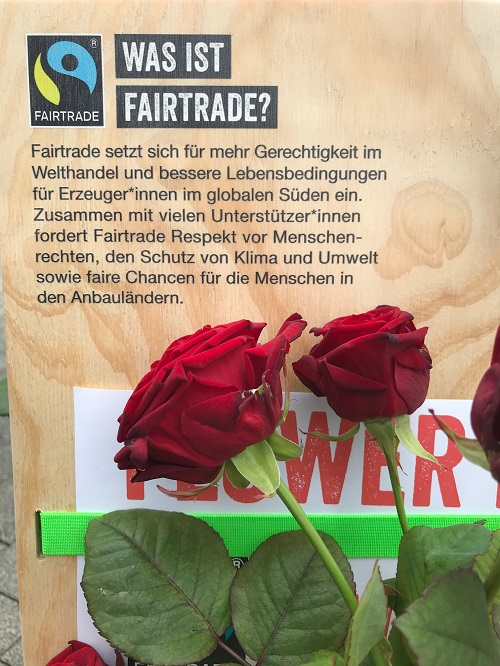 FAIRTRADE
®
WAS IST
FAIRTRADE?
Fairtrade setzt sich für mehr Gerechtigkeit im
Welthandel und bessere Lebensbedingungen
für Erzeuger*innen im globalen Süden ein.
Zusammen mit vielen Unterstützer*innen
fordert Fairtrade Respekt vor Menschen-
rechten, den Schutz von Klima und Umwelt
sowie faire Chancen für die Menschen in
den Anbauländern.
FLOWER
®